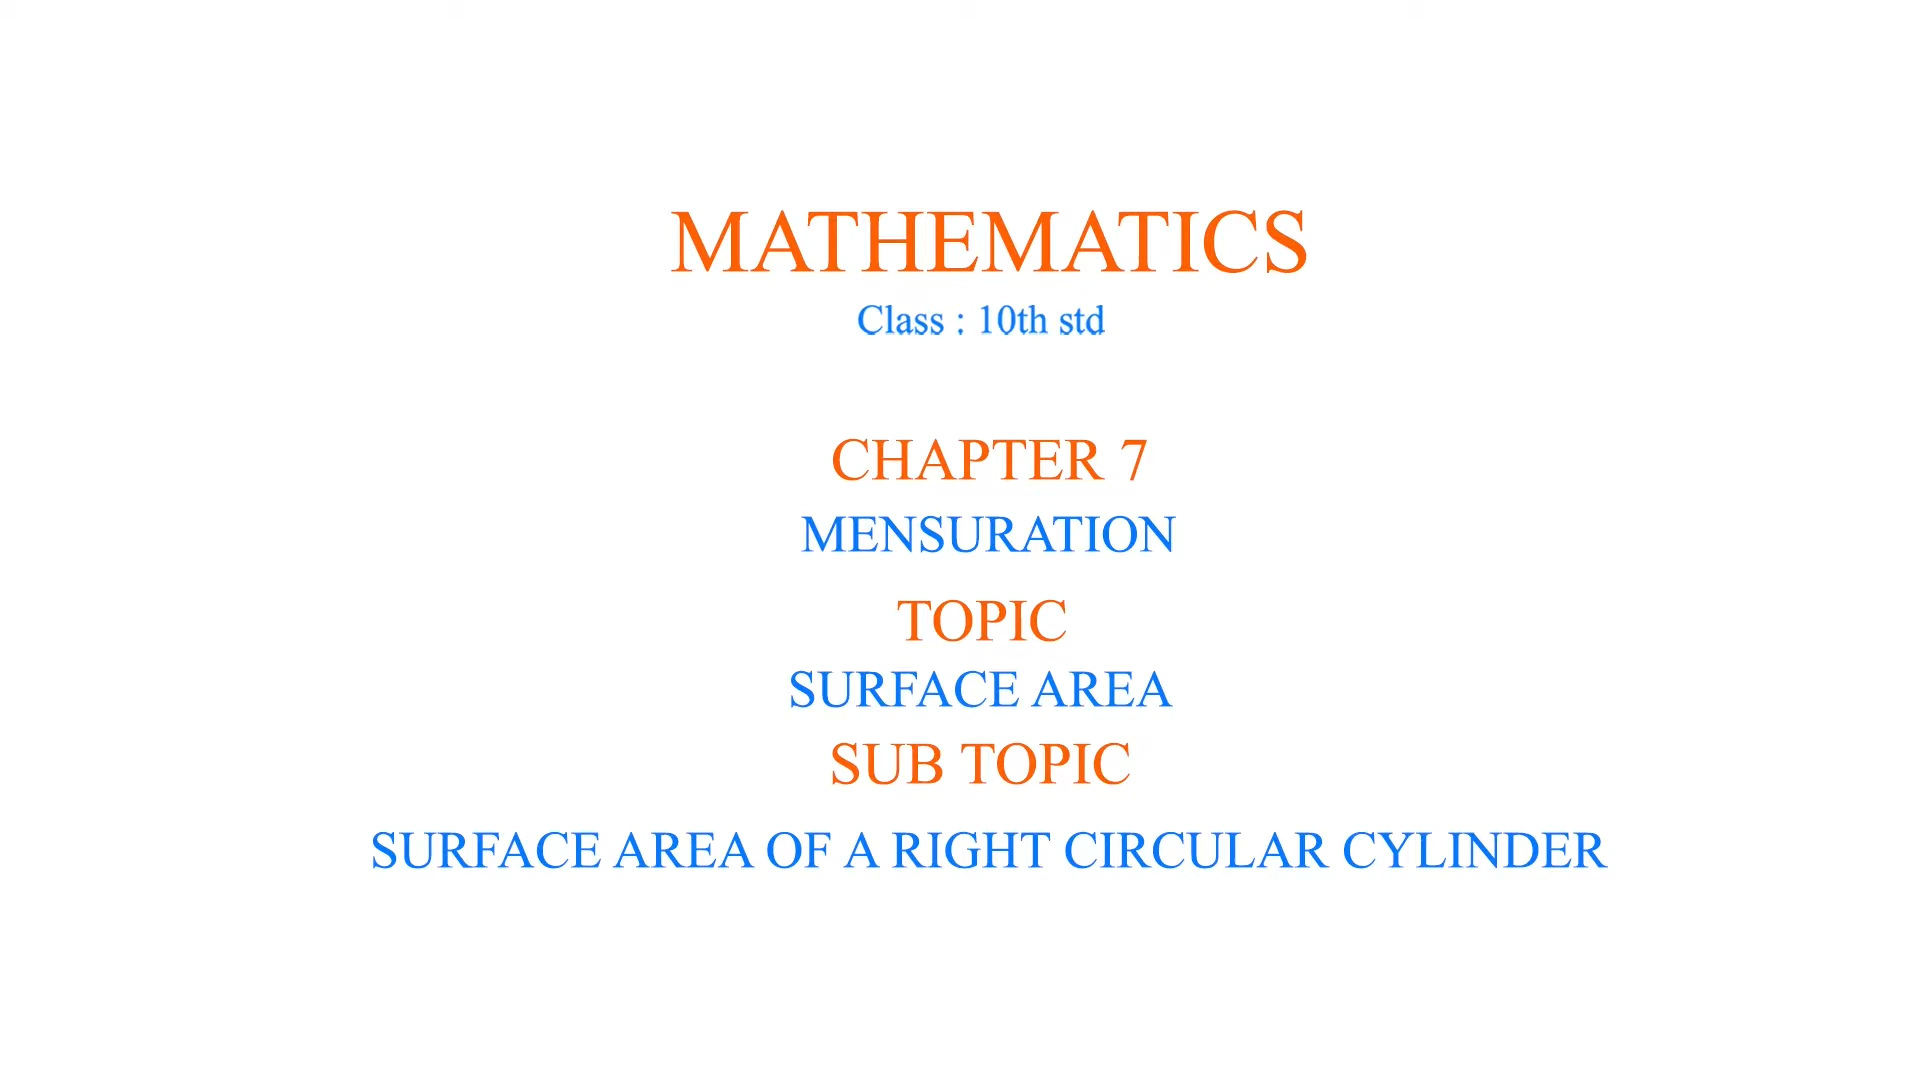 MATHEMATICS
Class : 10th std
CHAPTER 7
MENSURATION
TOPIC
SURFACE AREA
SUB TOPIC
SURFACE AREA OF A RIGHT CIRCULAR CYLINDER